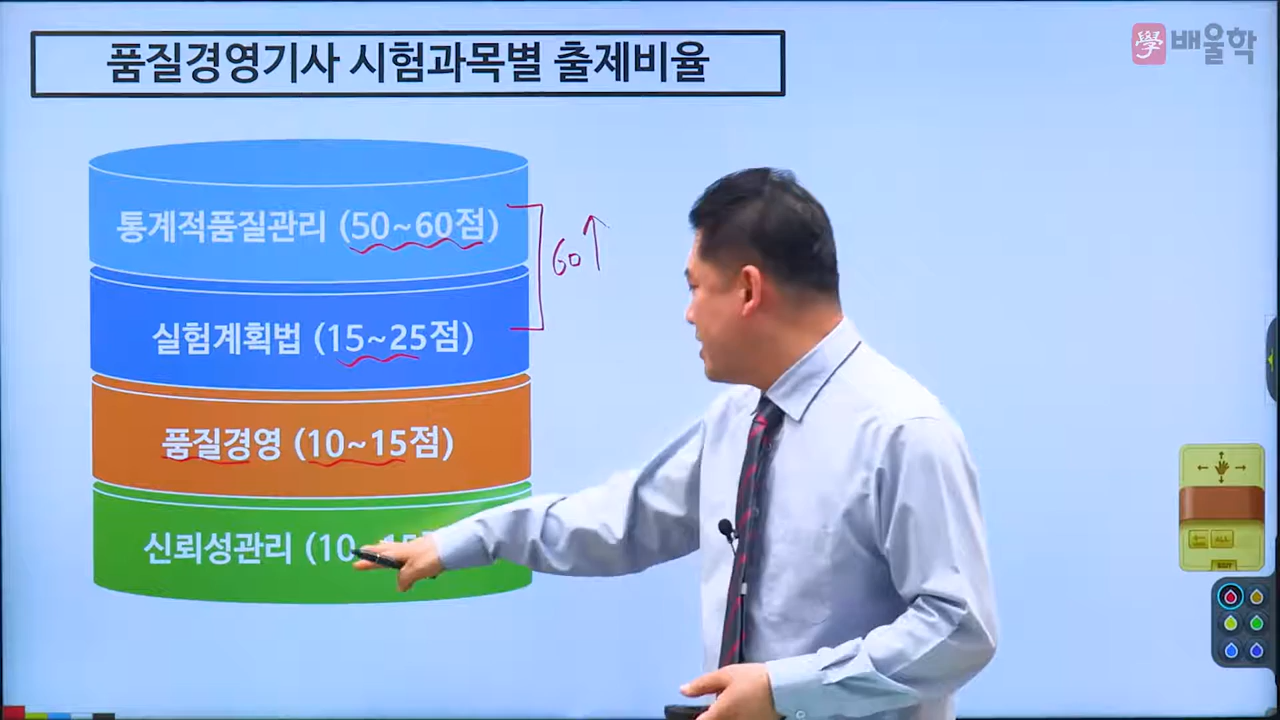 품질경영기사 시험과목별 출제비율
學 배울학
통계적품질관리 (50~60점)
60↑
실험계획법 (15~25점)
품질경영 (10~15점)
신뢰성관리 (10
ALL
EXIT